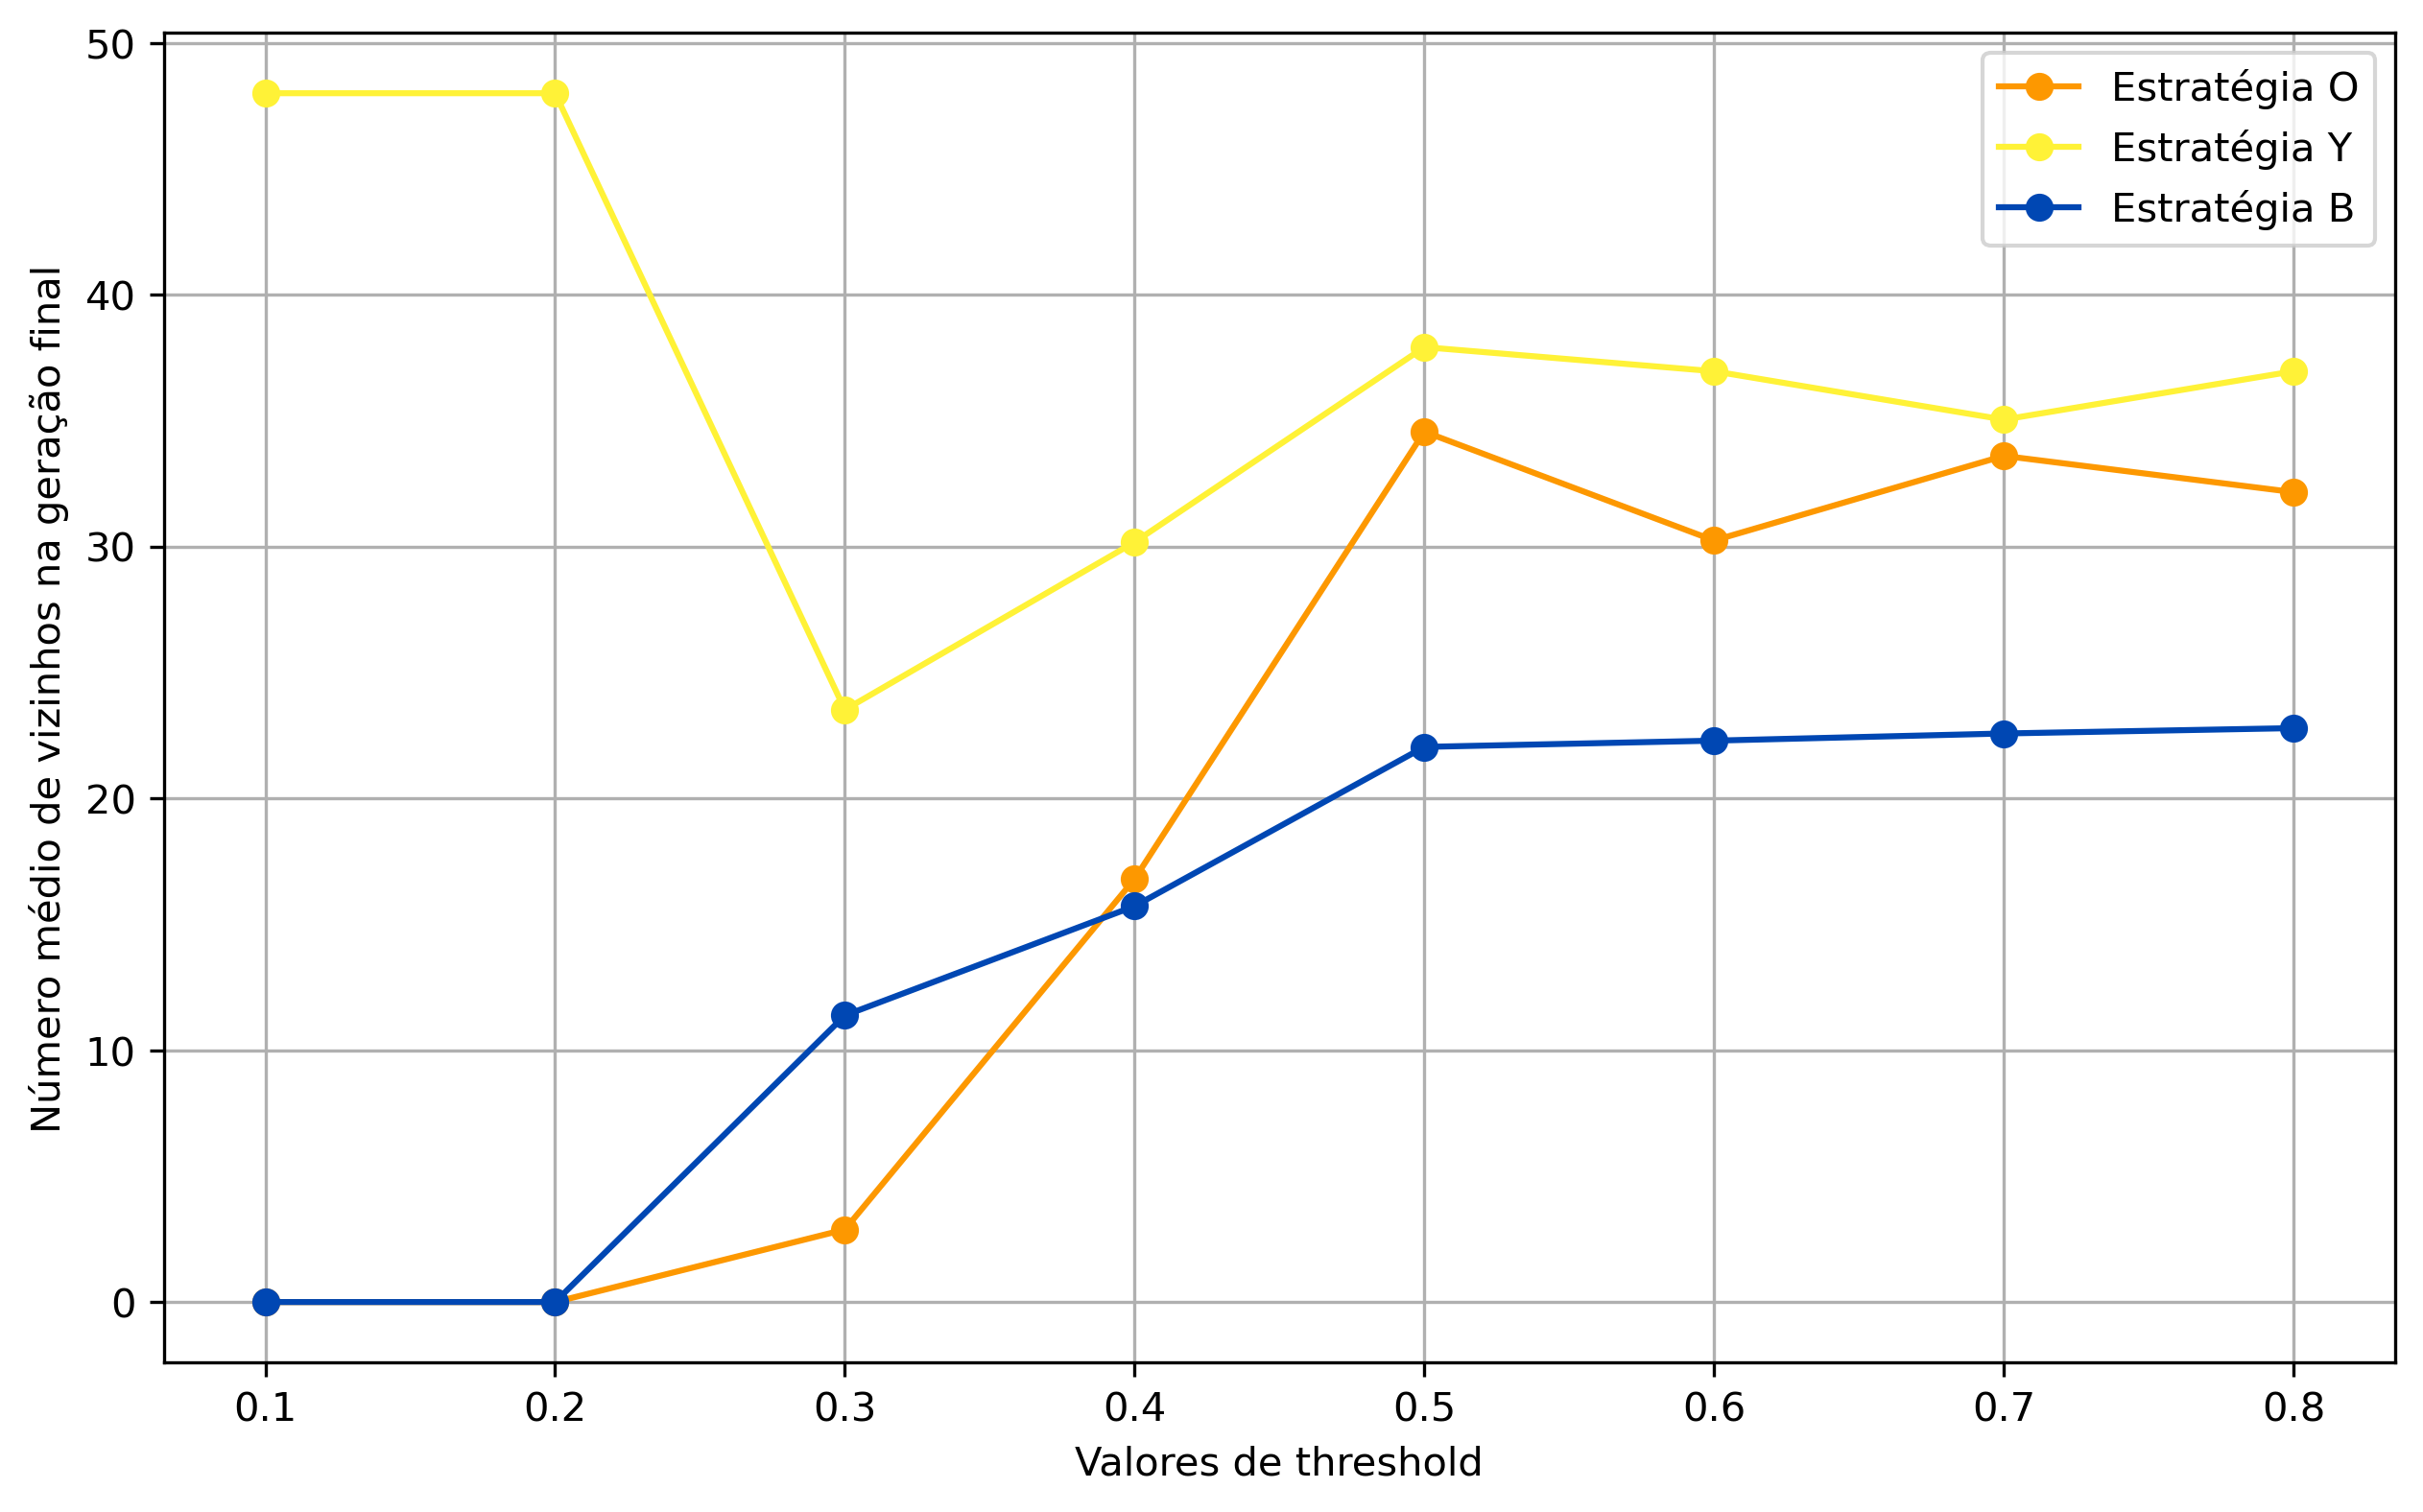 Estratégia O
Estratégia Y
Estratégia B
Número médio de vizinhos na geração final
50
40
30
20
10
0
0.1 0.2 0.3 0.4 0.5 0.6 0.7 0.8
Valores de threshold